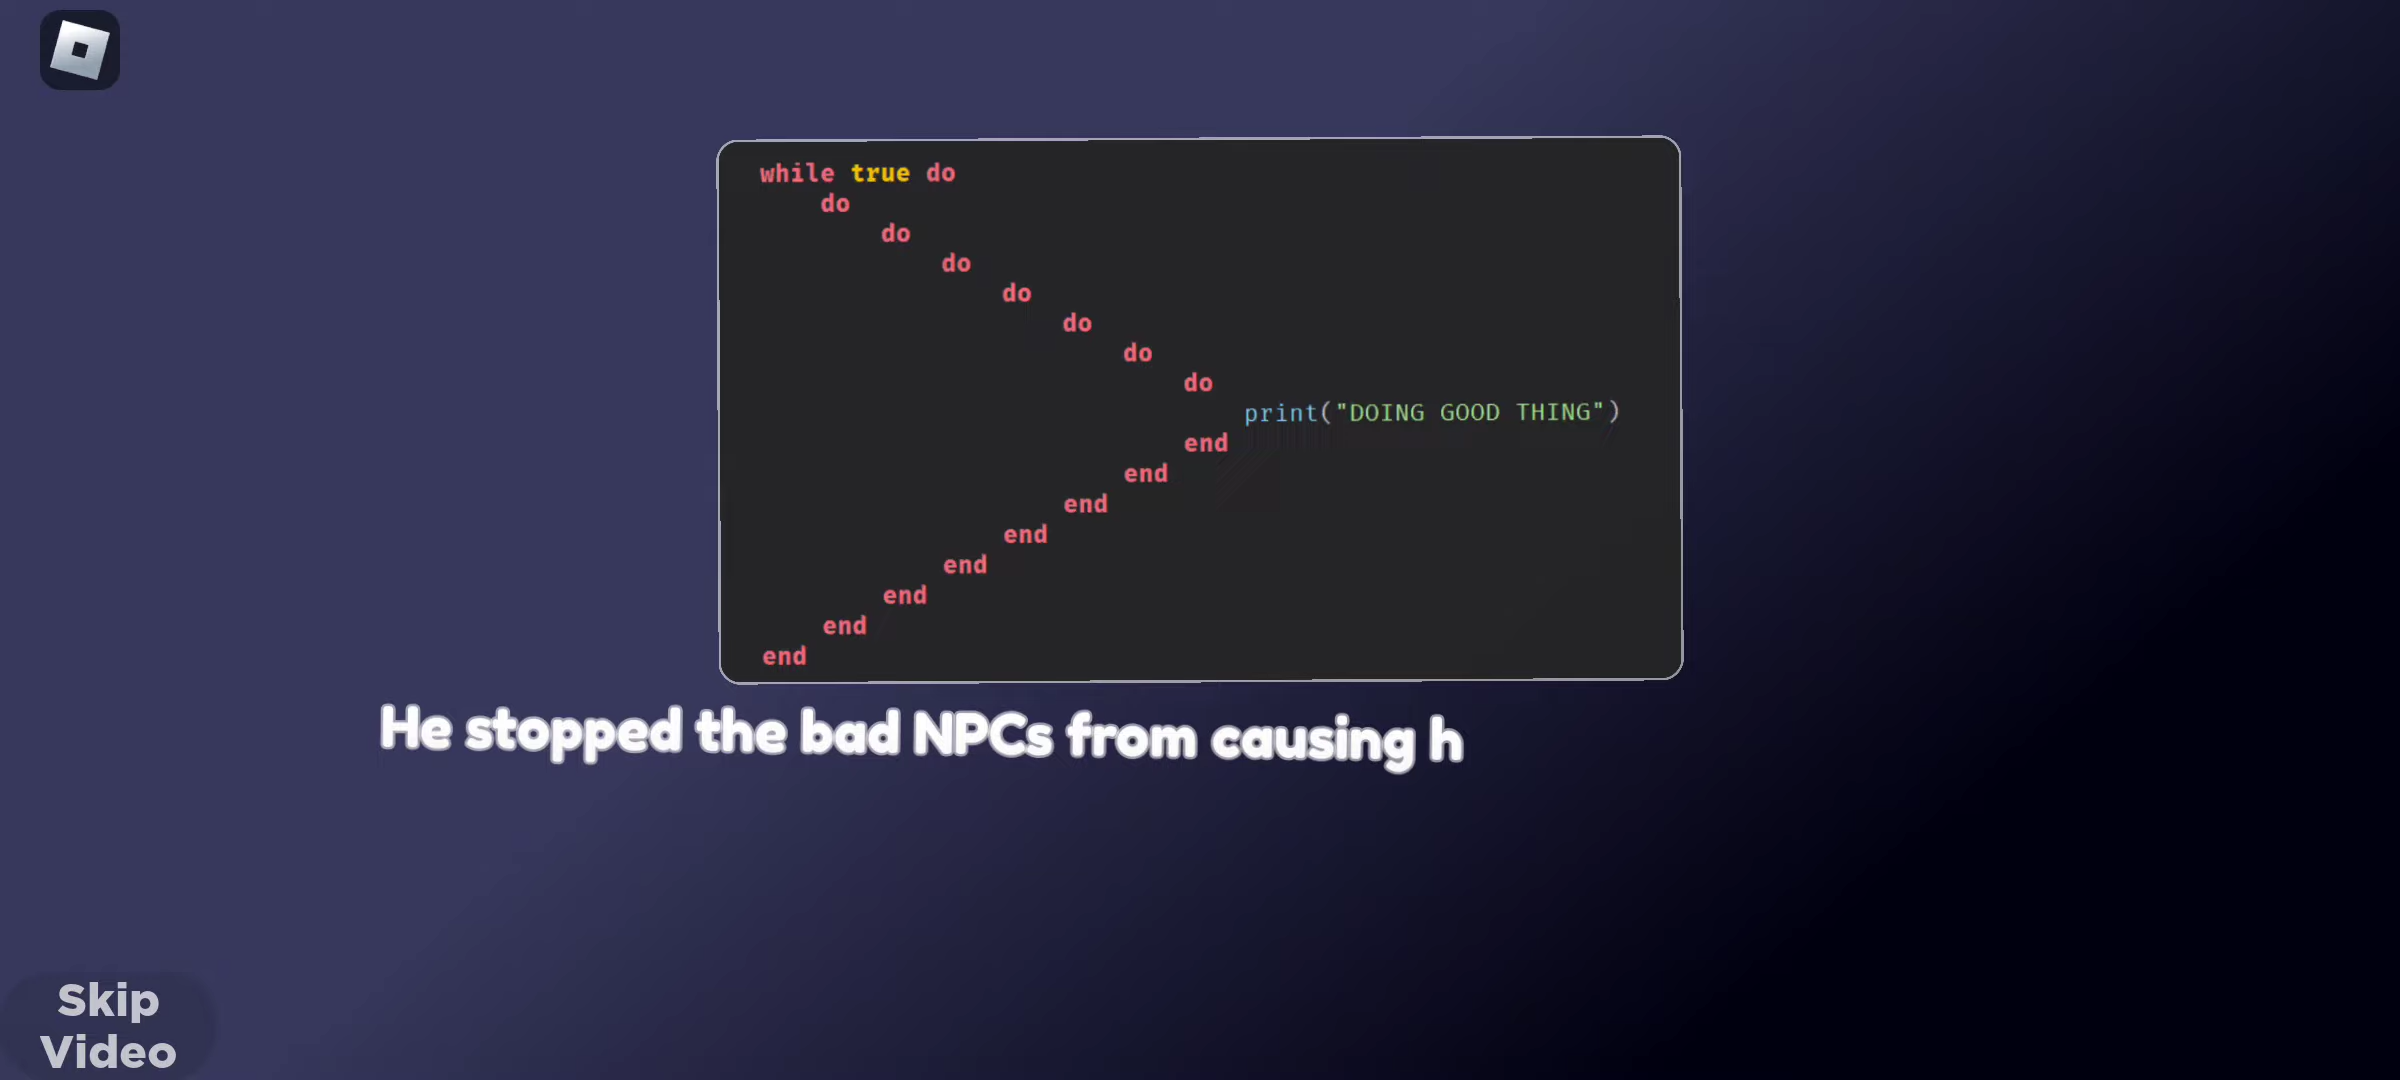 while true do
do
do
do
do
do
do
do
print("DOING GOOD THING")
end
end
end
end
end
end
end
end
He stopped the bad NPCs from causing h
Skip
Video